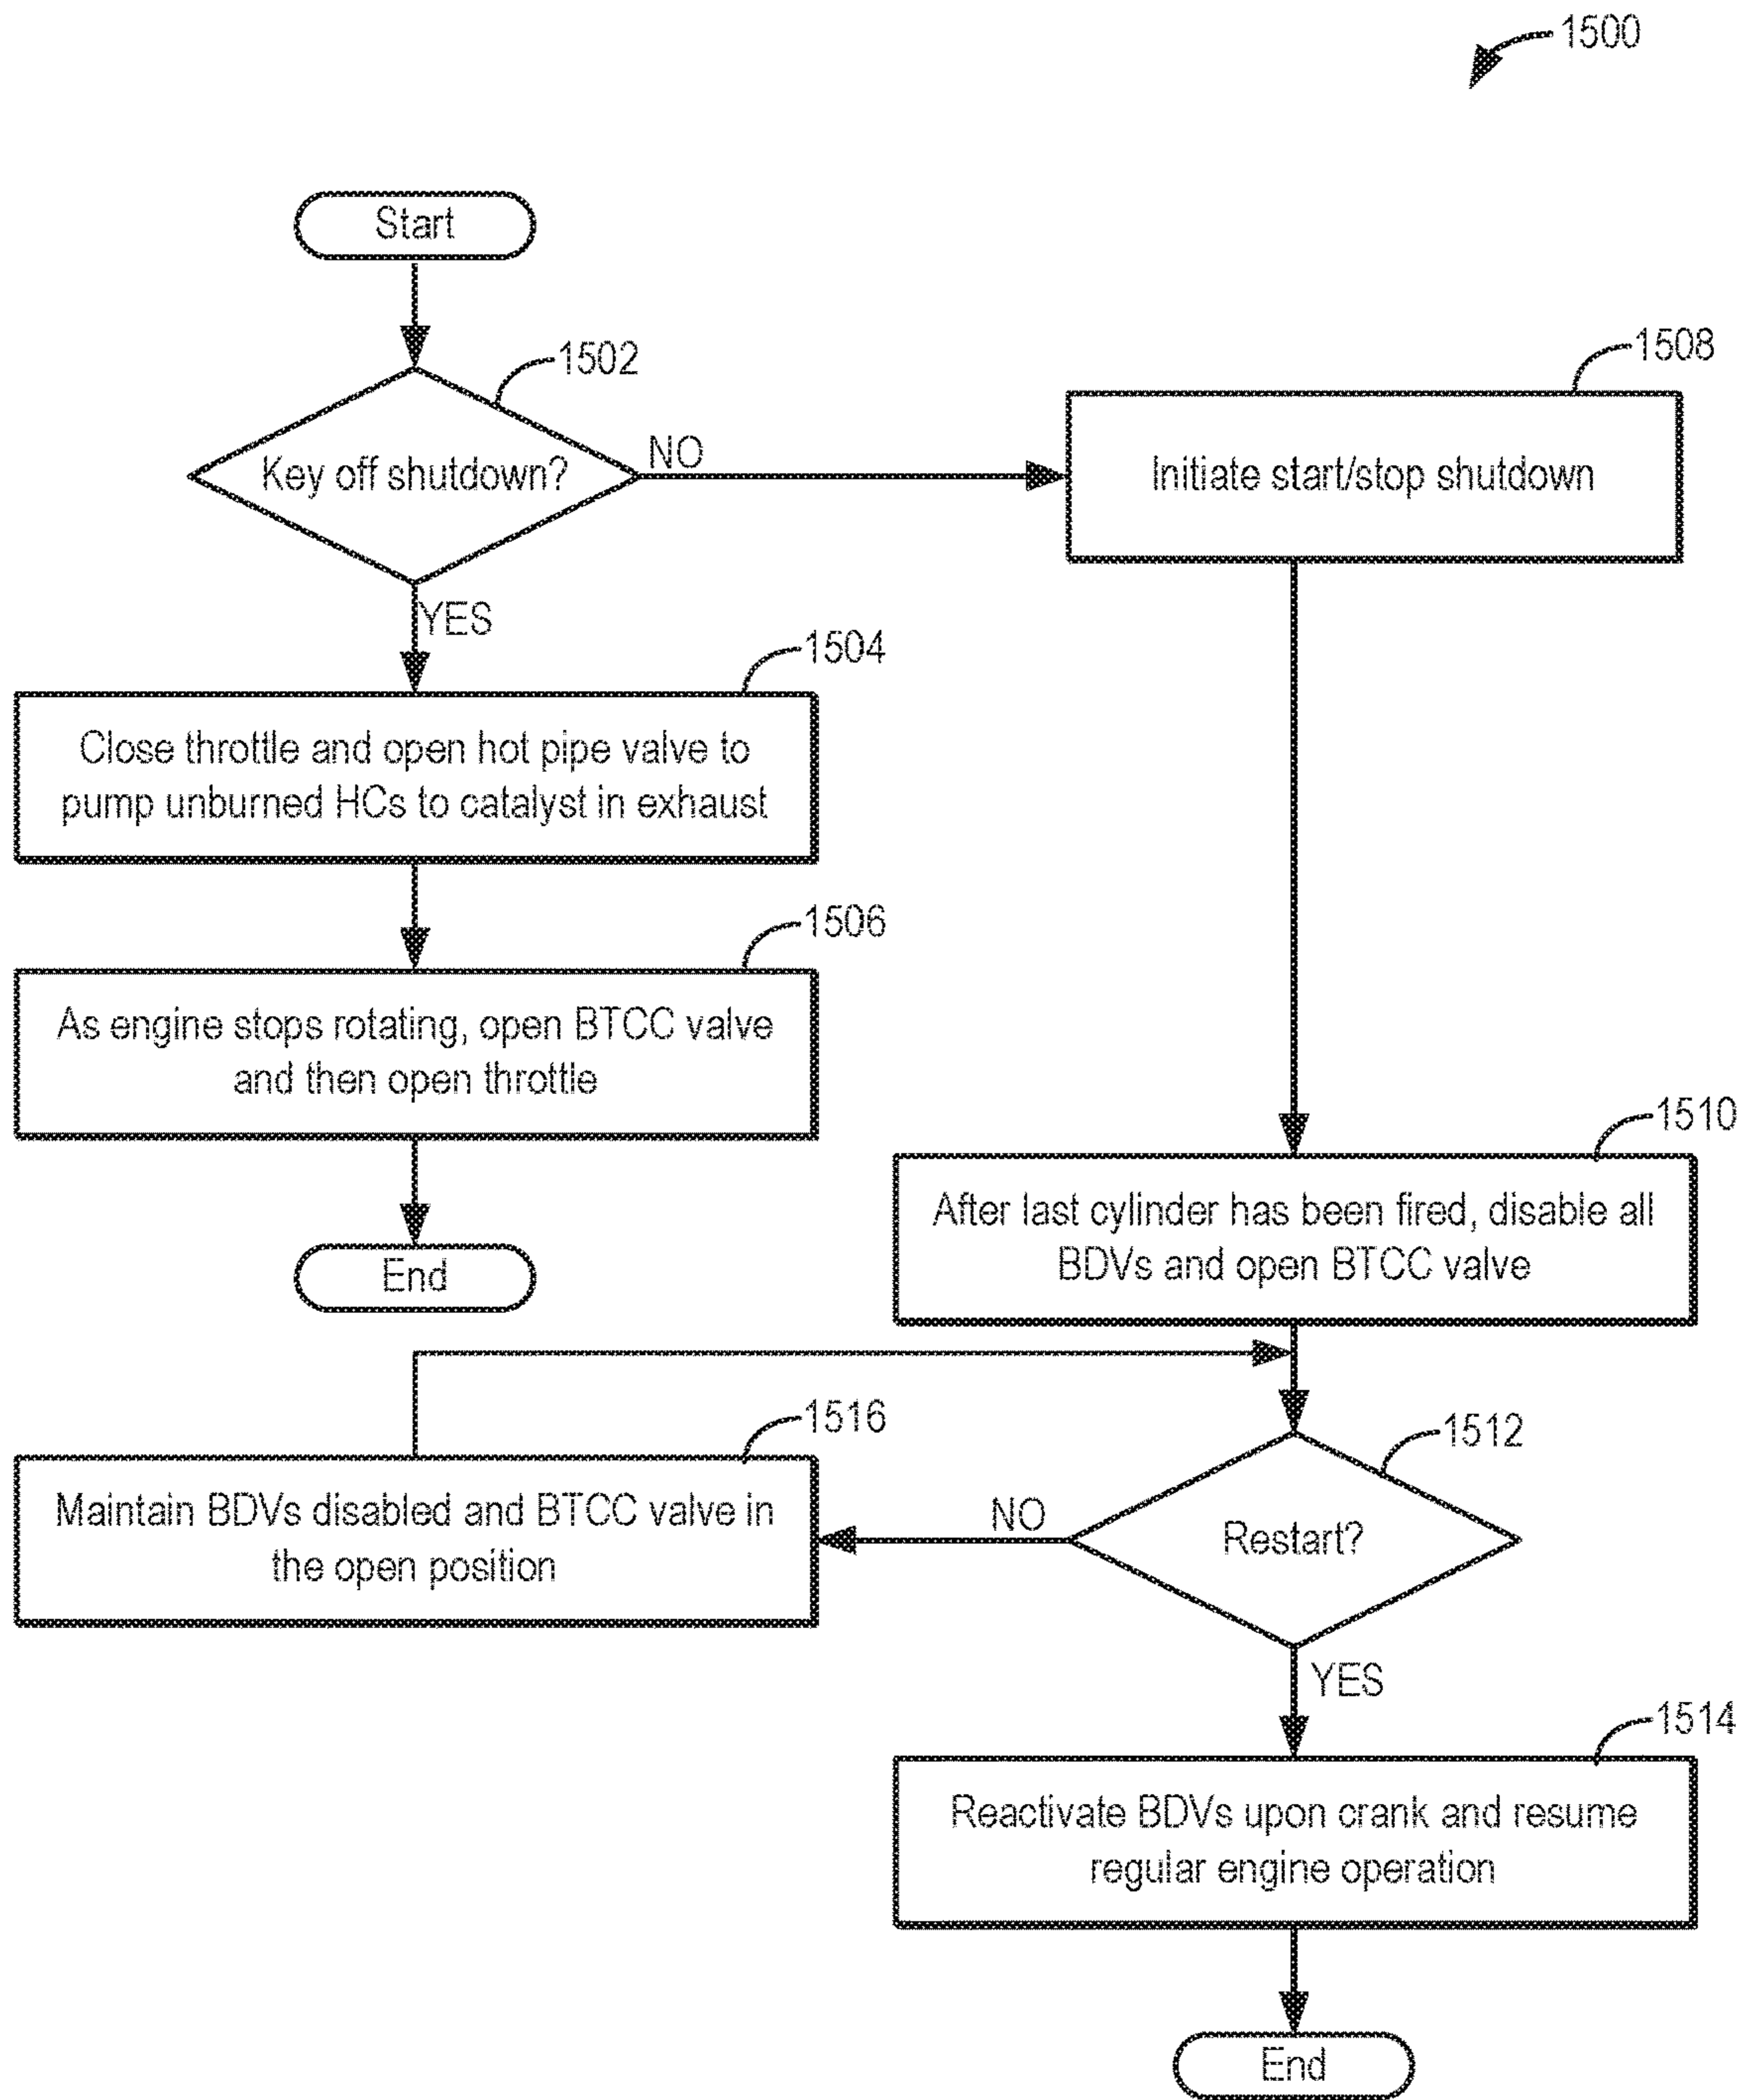 1500
Start
1502
Key off shutdown?
NO
1508
Initiate start/stop shutdown
YES
1504
Close throttle and open hot pipe valve to
pump unburned HCs to catalyst in exhaust
1506
As engine stops rotating, open BTCC valve
and then open throttle
End
1510
After last cylinder has been fired, disable all
BDVs and open BTCC valve
1512
Restart?
NO
1516
Maintain BDVs disabled and BTCC valve in
the open position
YES
1514
Reactivate BDVs upon crank and resume
regular engine operation
End